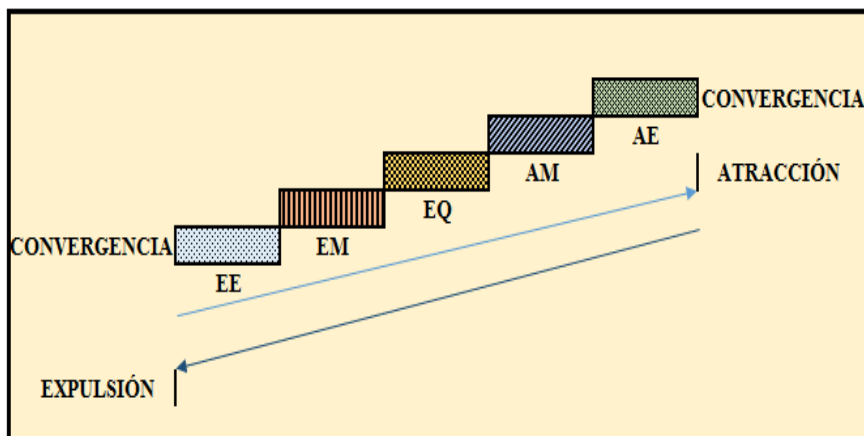 CONVERGENCIA
AE
AM
ATRACCIÓN
EQ
CONVERGENCIA
EM
EE
EXPULSIÓN